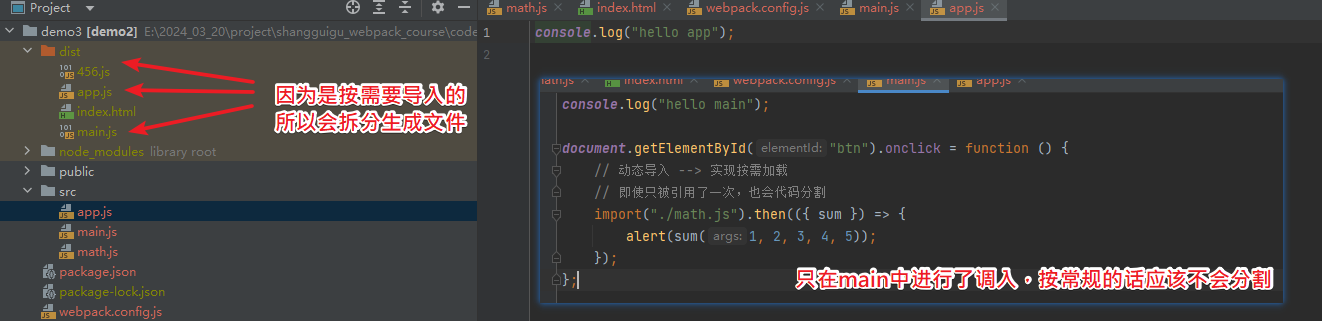 Project
math.js
index.html
webpack.config.js
main.js
app.js
demo3 [demo2] E:\2024_03_20\project\shangguigu_webpack_course\code
dist
456.js
app.js
index.html
main.js
node_modules library root
public
src
app.js
main.js
math.js
package.json
package-lock.json
webpack.config.js
因为是按需要导入的
所以会拆分生成文件
1 console.log("hello app");
2
ath.js
index.html
webpack.config.js
main.js
app.js
console.log("hello main");
document.getElementById( elementId: "btn").onclick = function () {
// 动态导入 --> 实现按需加载
// 即使只被引用了一次，也会代码分割
import("./math.js").then(({ sum }) => {
alert(sum( args: 1, 2, 3, 4, 5));
});
};
只在main中进行了调入，按常规的话应该不会分割